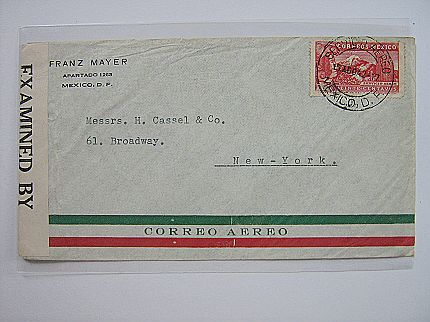 EXAMINED BY
FRANZ MAYER
APARTADO 1263
MEXICO, D. F.
CORREOS MEXICO
MEXICO, D. F.
Messrs. H. Cassel & Co.
61. Broadway.
New-York.
CORREO AEREO